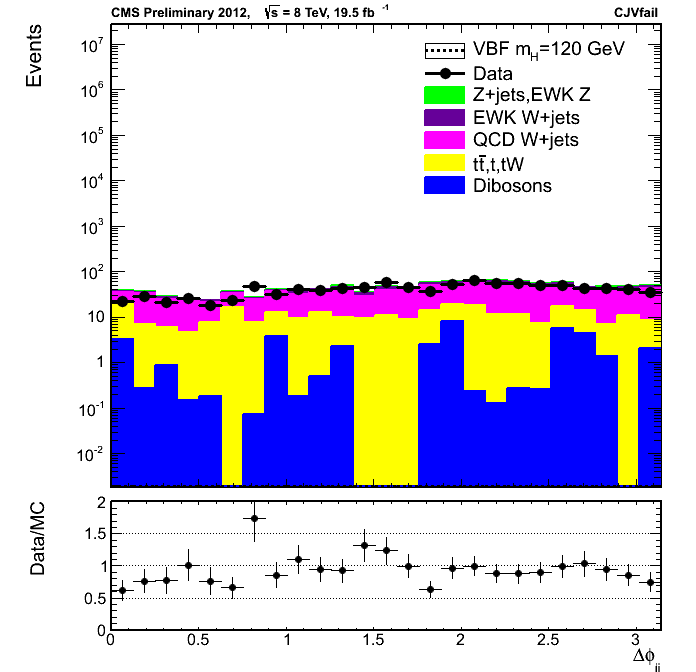 CMS Preliminary 2012, √s = 8 TeV, 19.5 fb⁻¹ CJVfail
Events
10⁷
10⁶
10⁵
10⁴
10³
10²
10
1
10⁻¹
10⁻²
VBF m_H=120 GeV
Data
Z+jets,EWK Z
EWK W+jets
QCD W+jets
tt̄,t,tW
Dibosons
Data/MC
2
1.5
1
0.5
0
0 0.5 1 1.5 2 2.5 3
Δϕ_jj